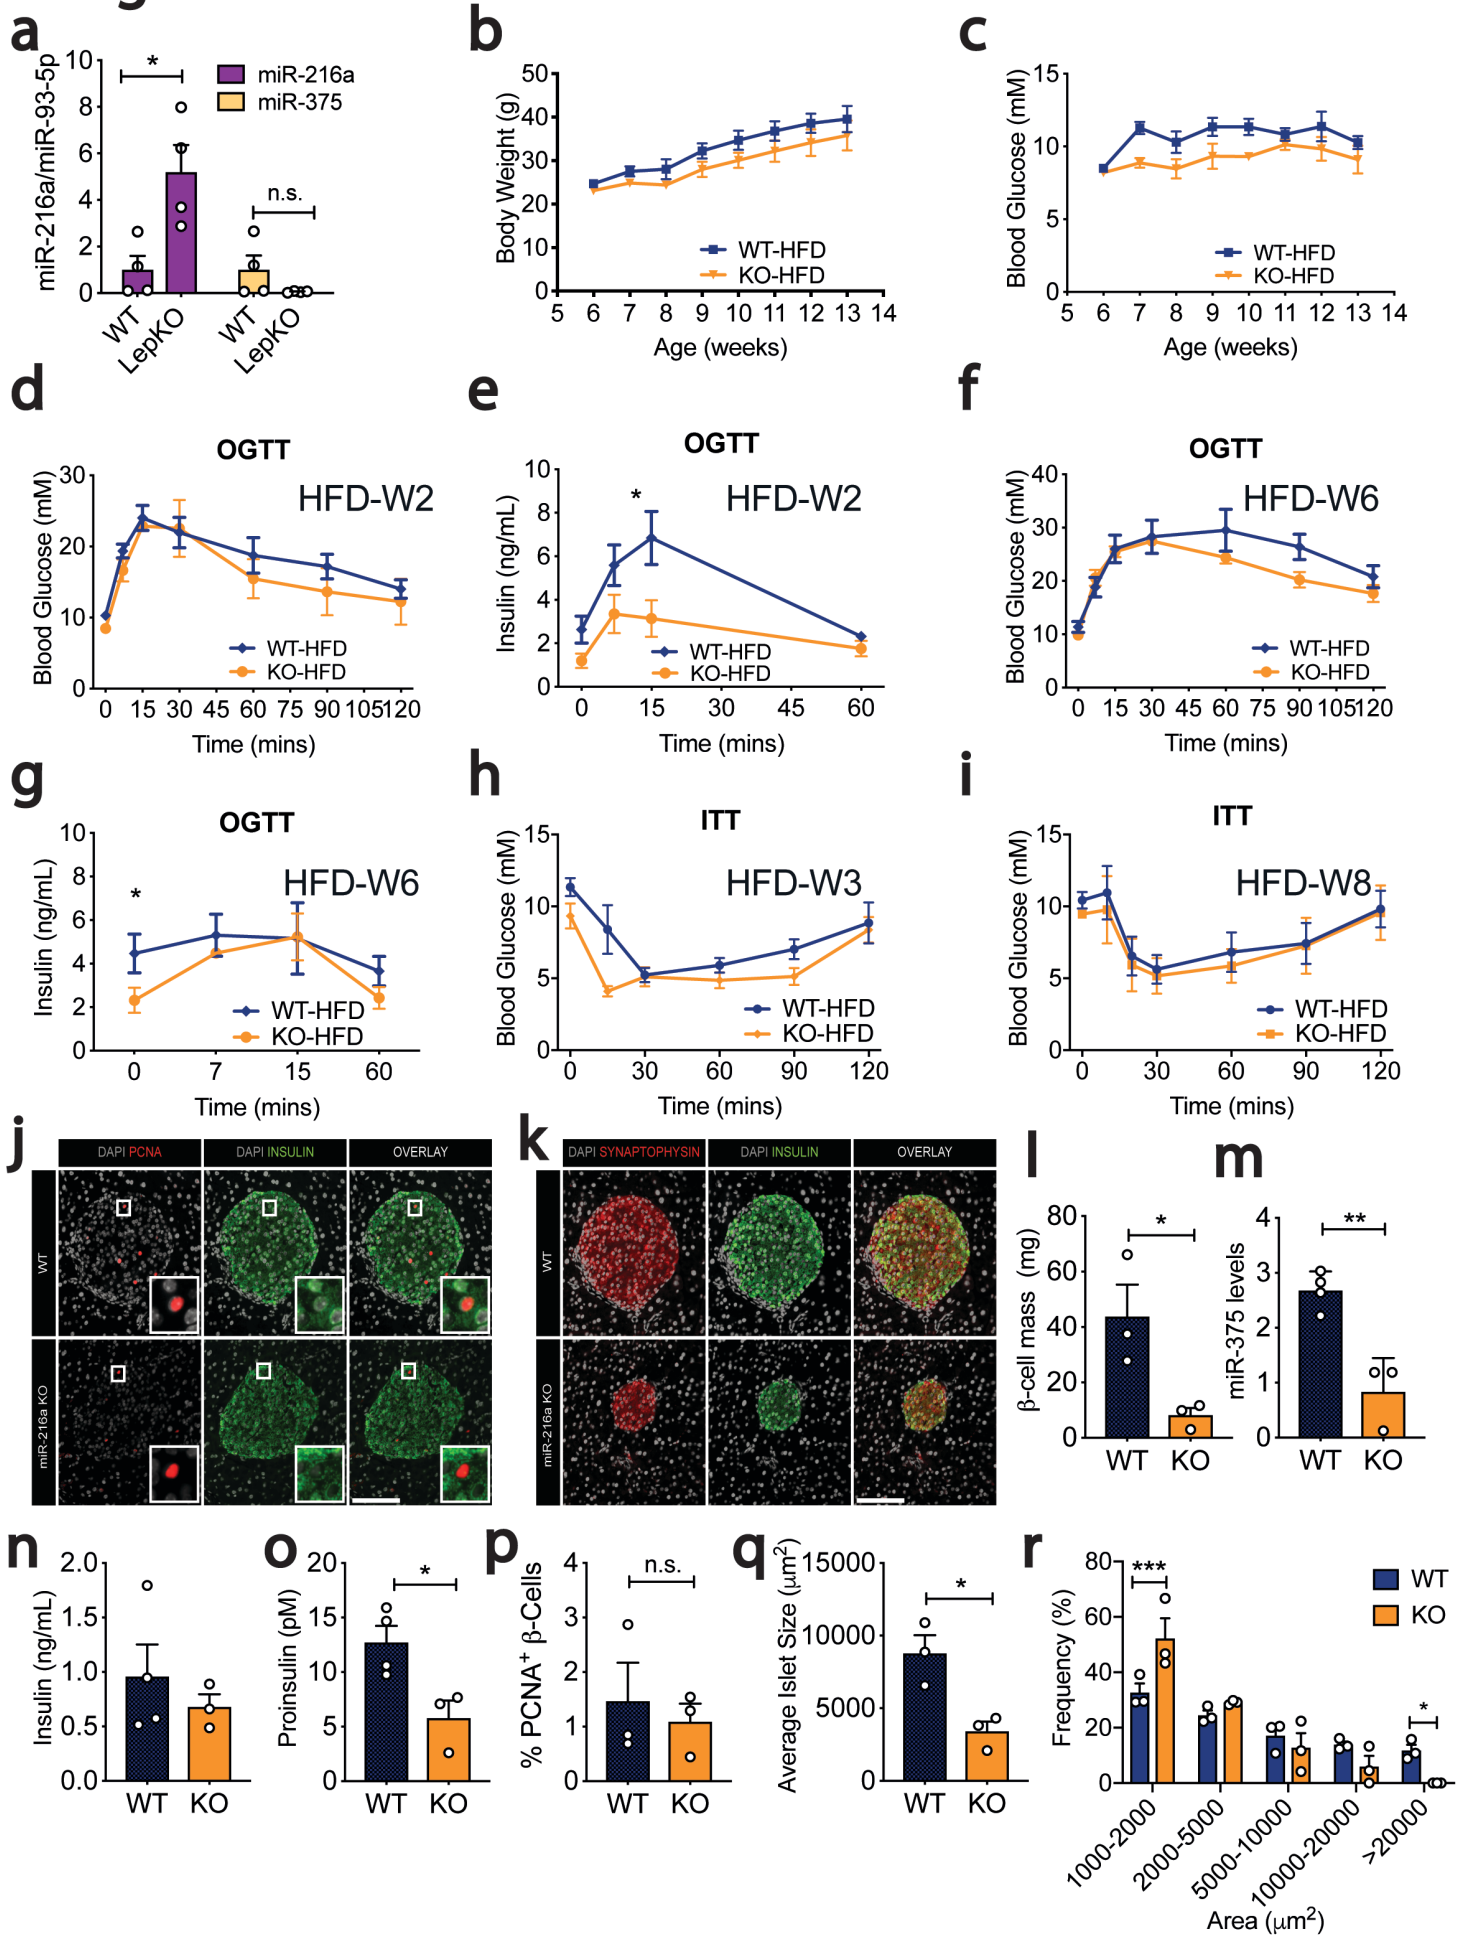 a
miR-216a/miR-93-5p
10
8
6
4
2
0
*
n.s.
miR-216a
miR-375
WT
LepKO
WT
LepKO
b
Body Weight (g)
50
40
30
20
10
0
WT-HFD
KO-HFD
5 6 7 8 9 10 11 12 13 14
Age (weeks)
c
Blood Glucose (mM)
15
10
5
0
WT-HFD
KO-HFD
5 6 7 8 9 10 11 12 13 14
Age (weeks)
d
OGTT
HFD-W2
Blood Glucose (mM)
30
20
10
0
WT-HFD
KO-HFD
0 15 30 45 60 75 90 105 120
Time (mins)
e
OGTT
HFD-W2
Insulin (ng/mL)
10
8
6
4
2
0
*
WT-HFD
KO-HFD
0 15 30 45 60
Time (mins)
f
OGTT
HFD-W6
Blood Glucose (mM)
40
30
20
10
0
WT-HFD
KO-HFD
0 15 30 45 60 75 90 105 120
Time (mins)
g
OGTT
HFD-W6
Insulin (ng/mL)
10
8
6
4
2
0
*
WT-HFD
KO-HFD
0 7 15 60
Time (mins)
h
ITT
HFD-W3
Blood Glucose (mM)
15
10
5
0
WT-HFD
KO-HFD
0 30 60 90 120
Time (mins)
i
ITT
HFD-W8
Blood Glucose (mM)
15
10
5
0
WT-HFD
KO-HFD
0 30 60 90 120
Time (mins)
j
DAPI PCNA
DAPI INSULIN
OVERLAY
WT
miR-216a KO
k
DAPI SYNAPTOPHYSIN
DAPI INSULIN
OVERLAY
WT
miR-216a KO
l
β-cell mass (mg)
80
60
40
20
0
*
WT KO
m
miR-375 levels
4
3
2
1
0
**
WT KO
n
Insulin (ng/mL)
2.0
1.5
1.0
0.5
0.0
WT KO
o
Proinsulin (pM)
20
15
10
5
0
*
WT KO
p
% PCNA⁺ β-Cells
4
3
2
1
0
n.s.
WT KO
q
Average Islet Size (μm²)
15000
10000
5000
0
*
WT KO
r
Frequency (%)
80
60
40
20
0
***
*
WT
KO
1000-2000
2000-5000
5000-10000
10000-20000
>20000
Area (μm²)